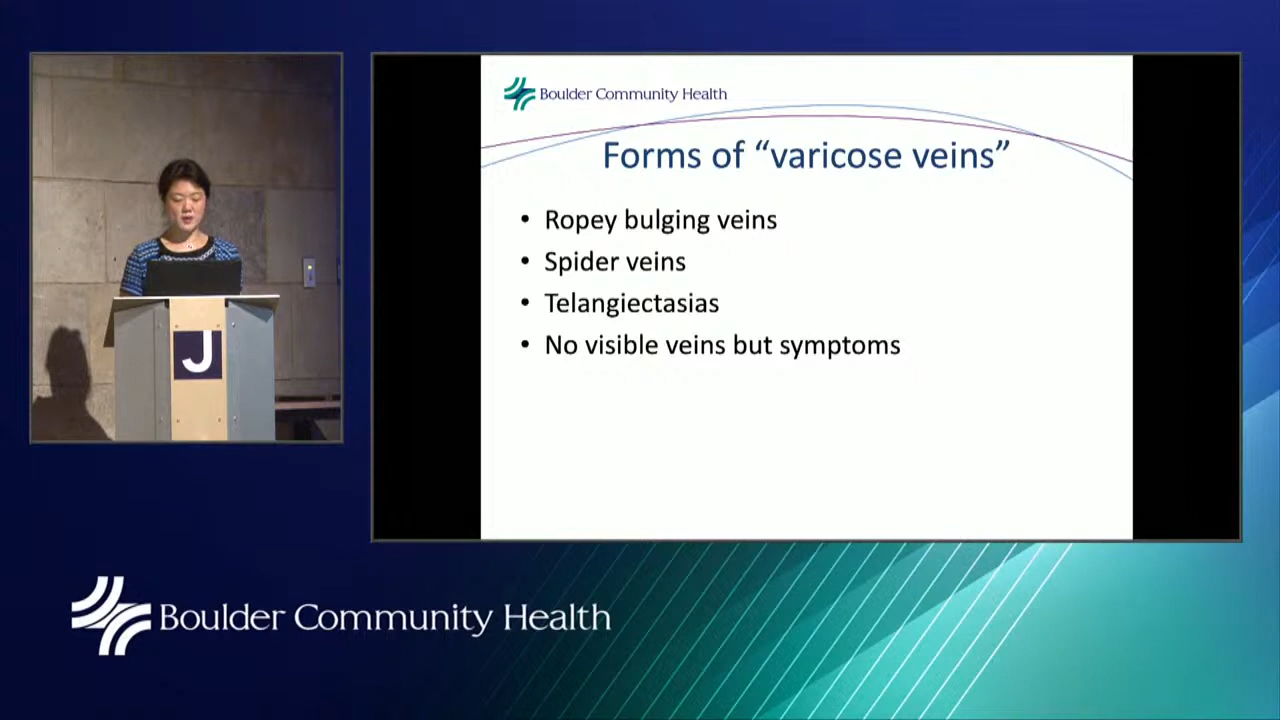 J
Boulder Community Health
Forms of “varicose veins”
• Ropey bulging veins
• Spider veins
• Telangiectasias
• No visible veins but symptoms
Boulder Community Health